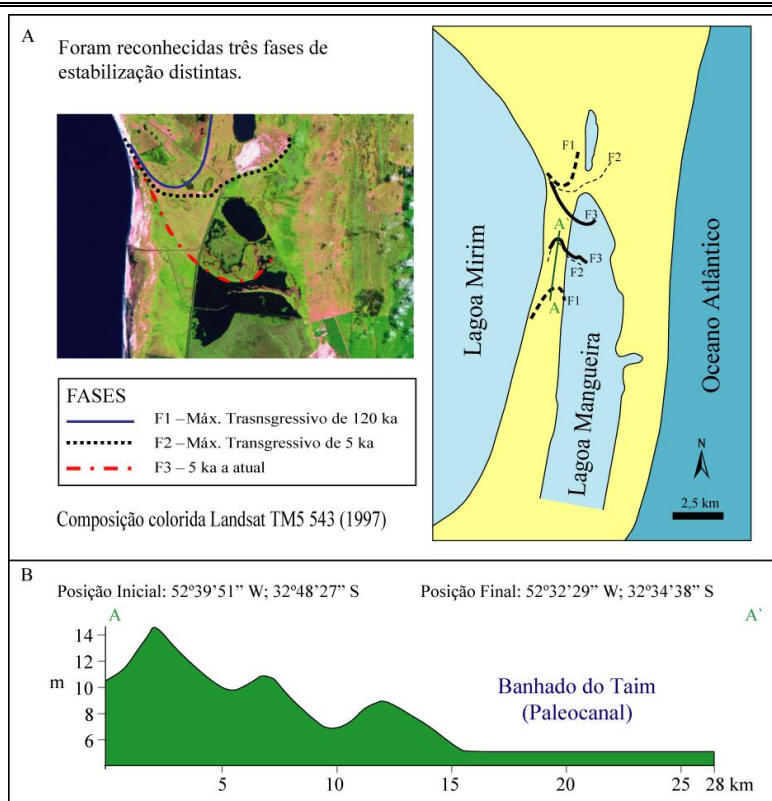 A
Foram reconhecidas três fases de
estabilização distintas.
FASES
F1 – Máx. Trasnsgressivo de 120 ka
F2 – Máx. Transgressivo de 5 ka
F3 – 5 ka a atual
Composição colorida Landsat TM5 543 (1997)
F1
F2
F3
A`
F3
F2
F1
A
Lagoa Mirim
Lagoa Mangueira
Oceano Atlântico
N
2,5 km
B
Posição Inicial: 52º39’51” W; 32º48’27” S
Posição Final: 52º32’29” W; 32º34’38” S
A
A`
14
12
m
10
8
6
Banhado do Taim
(Paleocanal)
5
10
15
20
25
28 km